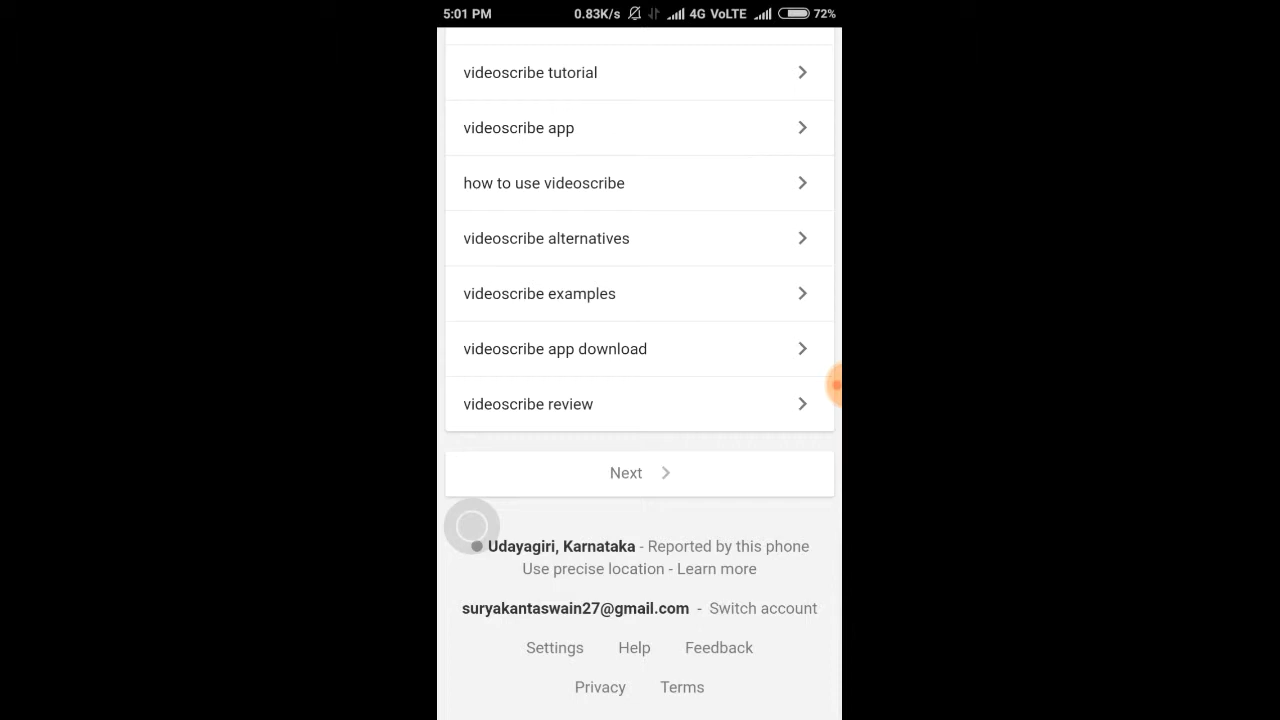 5:01 PM 0.83K/s 4G VoLTE 72%
videoscribe tutorial
videoscribe app
how to use videoscribe
videoscribe alternatives
videoscribe examples
videoscribe app download
videoscribe review
Next
Udayagiri, Karnataka - Reported by this phone
Use precise location - Learn more
suryakantaswain27@gmail.com - Switch account
Settings Help Feedback
Privacy Terms